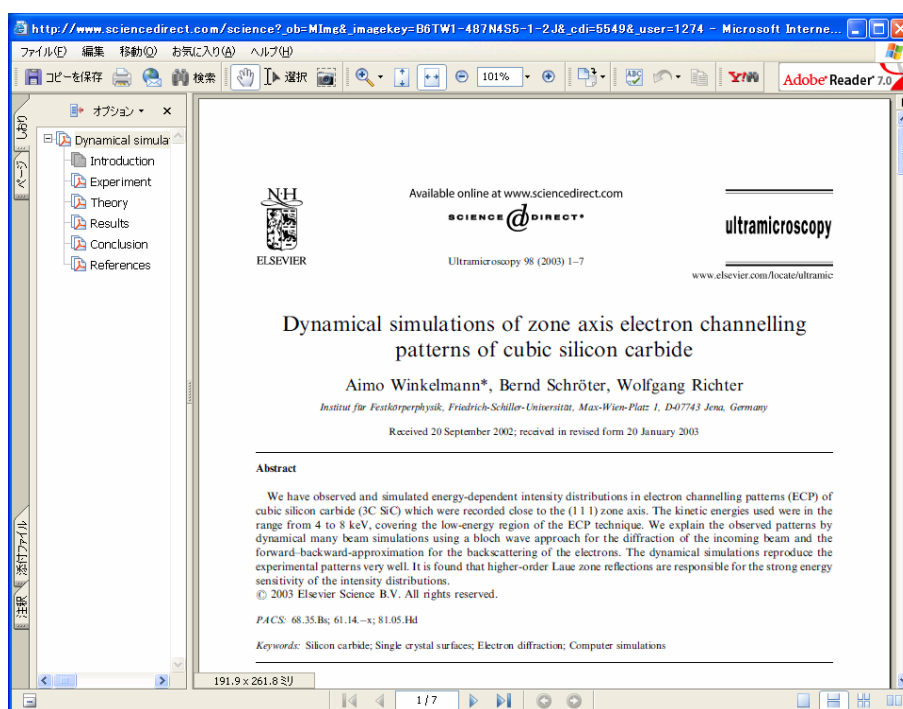 http://www.sciencedirect.com/science?_ob=MImg&_imagekey=B6TW1-487N4S5-1-2J&_cdi=5549&_user=1274 - Microsoft Interne...
ファイル(F) 編集 移動(O) お気に入り(A) ヘルプ(H)
コピーを保存 検索 選択 101% Y! Adobe Reader 7.0
しおり
ページ
添付ファイル
注釈
オプション
Dynamical simula
Introduction
Experiment
Theory
Results
Conclusion
References
N·H
ELSEVIER
Available online at www.sciencedirect.com
SCIENCE d DIRECT®
Ultramicroscopy 98 (2003) 1–7
ultramicroscopy
www.elsevier.com/locate/ultramic
Dynamical simulations of zone axis electron channelling
patterns of cubic silicon carbide
Aimo Winkelmann*, Bernd Schröter, Wolfgang Richter
Institut für Festkörperphysik, Friedrich-Schiller-Universität, Max-Wien-Platz 1, D-07743 Jena, Germany
Received 20 September 2002; received in revised form 20 January 2003
Abstract
We have observed and simulated energy-dependent intensity distributions in electron channelling patterns (ECP) of
cubic silicon carbide (3C SiC) which were recorded close to the (1 1 1) zone axis. The kinetic energies used were in the
range from 4 to 8 keV, covering the low-energy region of the ECP technique. We explain the observed patterns by
dynamical many beam simulations using a bloch wave approach for the diffraction of the incoming beam and the
forward–backward-approximation for the backscattering of the electrons. The dynamical simulations reproduce the
experimental patterns very well. It is found that higher-order Laue zone reflections are responsible for the strong energy
sensitivity of the intensity distributions.
© 2003 Elsevier Science B.V. All rights reserved.
PACS: 68.35.Bs; 61.14.−x; 81.05.Hd
Keywords: Silicon carbide; Single crystal surfaces; Electron diffraction; Computer simulations
191.9 x 261.8 ミリ
1/7